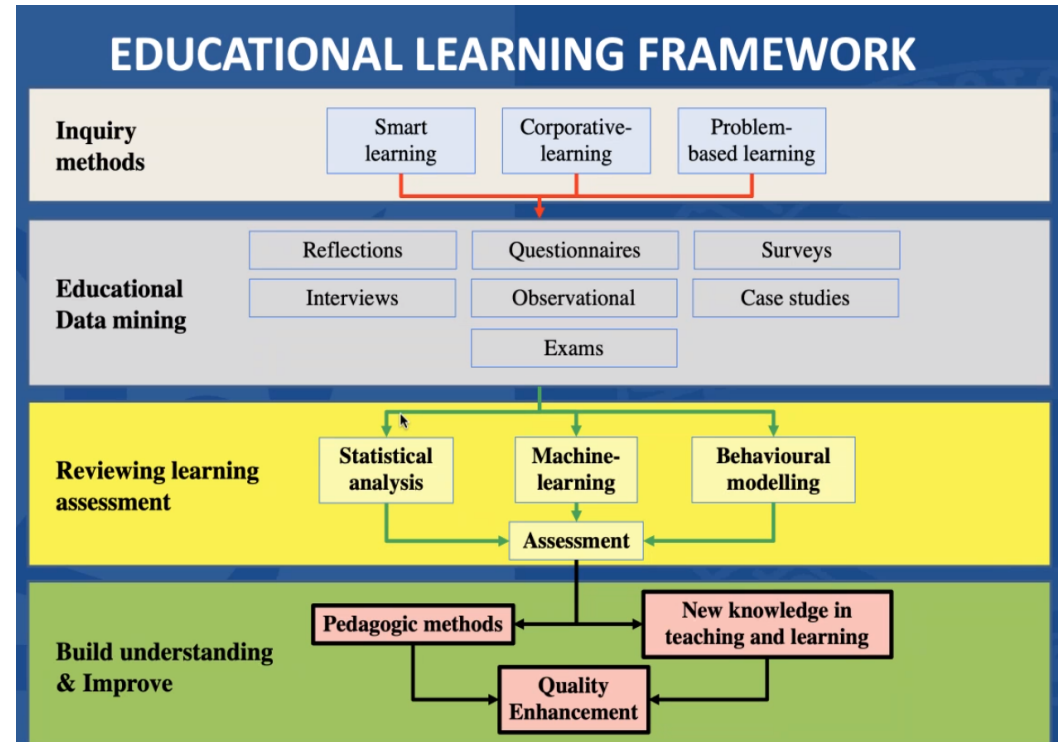 EDUCATIONAL LEARNING FRAMEWORK
Inquiry
methods
Smart
learning
Corporative-
learning
Problem-
based learning
Educational
Data mining
Reflections
Questionnaires
Surveys
Interviews
Observational
Case studies
Exams
Reviewing learning
assessment
Statistical
analysis
Machine-
learning
Behavioural
modelling
Assessment
Build understanding
& Improve
Pedagogic methods
New knowledge in
teaching and learning
Quality
Enhancement